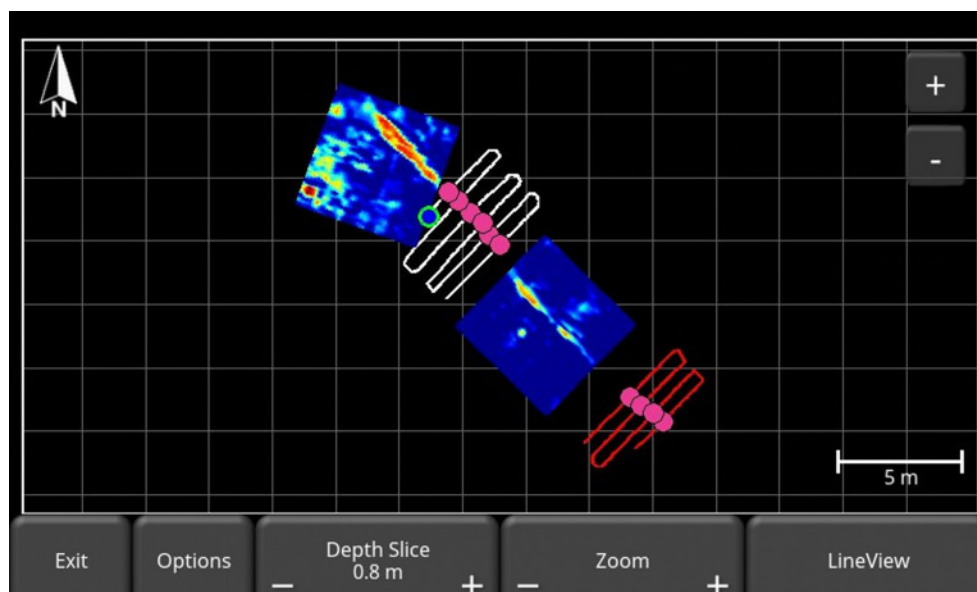 N
+
-
5 m
Exit
Options
Depth Slice
0.8 m
− +
Zoom
− +
LineView